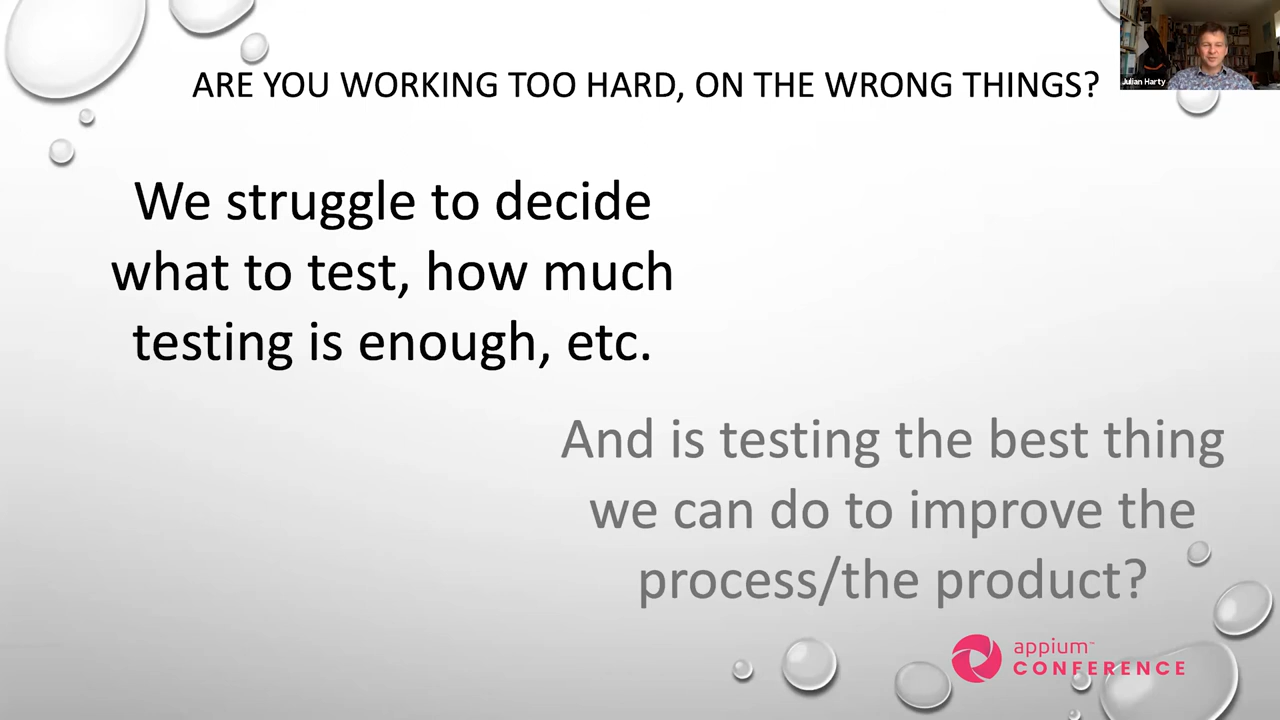 ARE YOU WORKING TOO HARD, ON THE WRONG THINGS?
Julian Harty
We struggle to decide
what to test, how much
testing is enough, etc.
And is testing the best thing
we can do to improve the
process/the product?
appium™
CONFERENCE